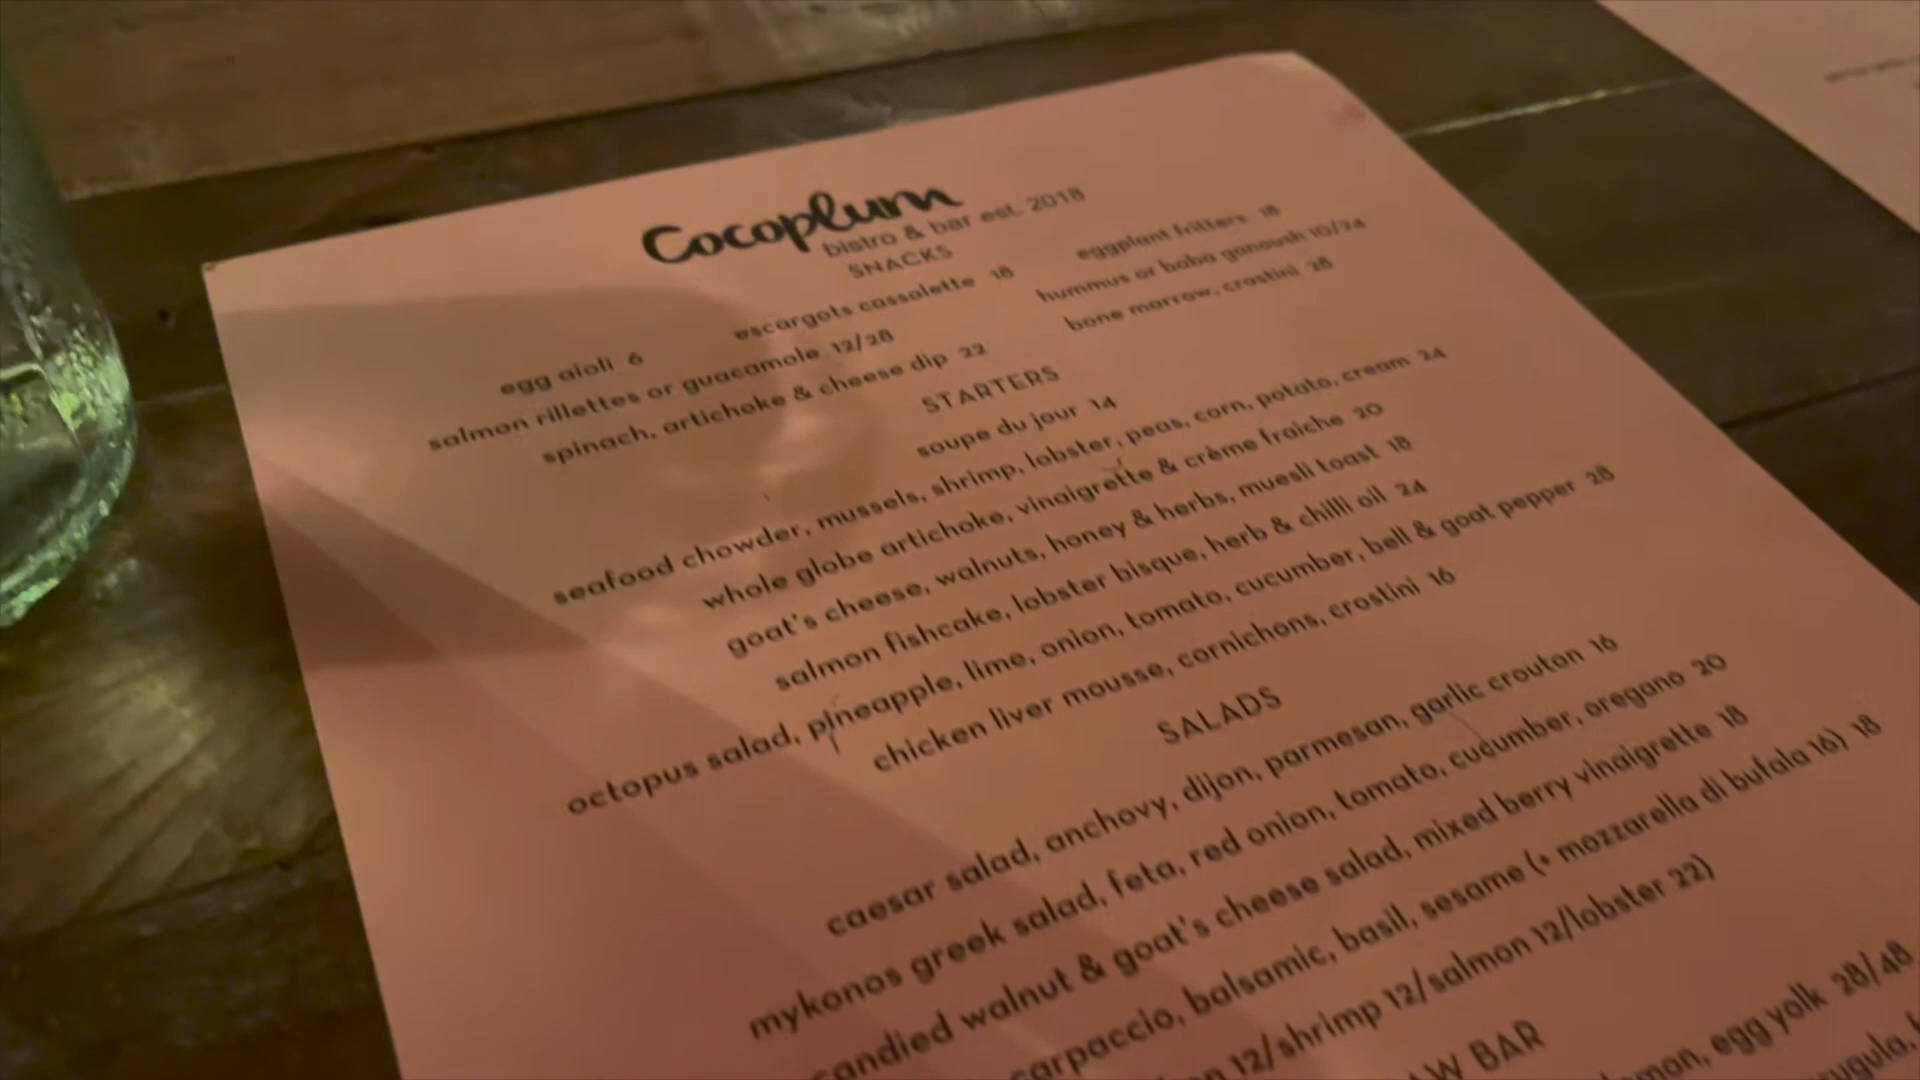 Cocoplum
bistro & bar est. 2018
SNACKS
egg aioli 6
escargots cassolette 18
eggplant fritters 18
salmon rillettes or guacamole 12/28
hummus or baba ganoush 10/24
spinach, artichoke & cheese dip 22
bone marrow, crostini 28
STARTERS
soupe du jour 14
seafood chowder, mussels, shrimp, lobster, peas, corn, potato, cream 24
whole globe artichoke, vinaigrette & crème fraiche 20
goat's cheese, walnuts, honey & herbs, muesli toast 18
salmon fishcake, lobster bisque, herb & chilli oil 24
octopus salad, pineapple, lime, onion, tomato, cucumber, bell & goat pepper 28
chicken liver mousse, cornichons, crostini 16
SALADS
caesar salad, anchovy, dijon, parmesan, garlic crouton 16
mykonos greek salad, feta, red onion, tomato, cucumber, oregano 20
candied walnut & goat's cheese salad, mixed berry vinaigrette 18
carpaccio, balsamic, basil, sesame (+ mozzarella di bufala 16) 18
12/shrimp 12/salmon 12/lobster 22)
BAR
egg yolk 28/48